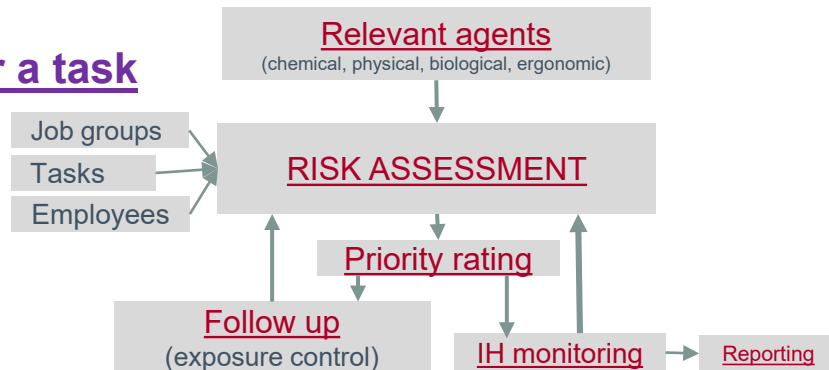 Relevant agents
(chemical, physical, biological, ergonomic)
r a task
Job groups
Tasks
Employees
RISK ASSESSMENT
Priority rating
Follow up
(exposure control)
IH monitoring
Reporting